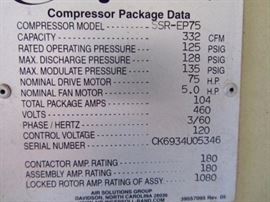 Compressor Package Data
COMPRESSOR MODEL SSR-EP75
CAPACITY 332 CFM
RATED OPERATING PRESSURE 125 PSIG
MAX. DISCHARGE PRESSURE 128 PSIG
MAX. MODULATE PRESSURE 135 PSIG
NOMINAL DRIVE MOTOR 75 H.P.
NOMINAL FAN MOTOR 5.0 H.P.
TOTAL PACKAGE AMPS 104
VOLTS 460
PHASE / HERTZ 3/60
CONTROL VOLTAGE 120
SERIAL NUMBER CK6934U05346
CONTACTOR AMP RATING 180
ASSEMBLY AMP RATING 180
LOCKED ROTOR AMP RATING OF ASSY. 1080
AIR SOLUTIONS GROUP
DAVIDSON, NORTH CAROLINA 28036